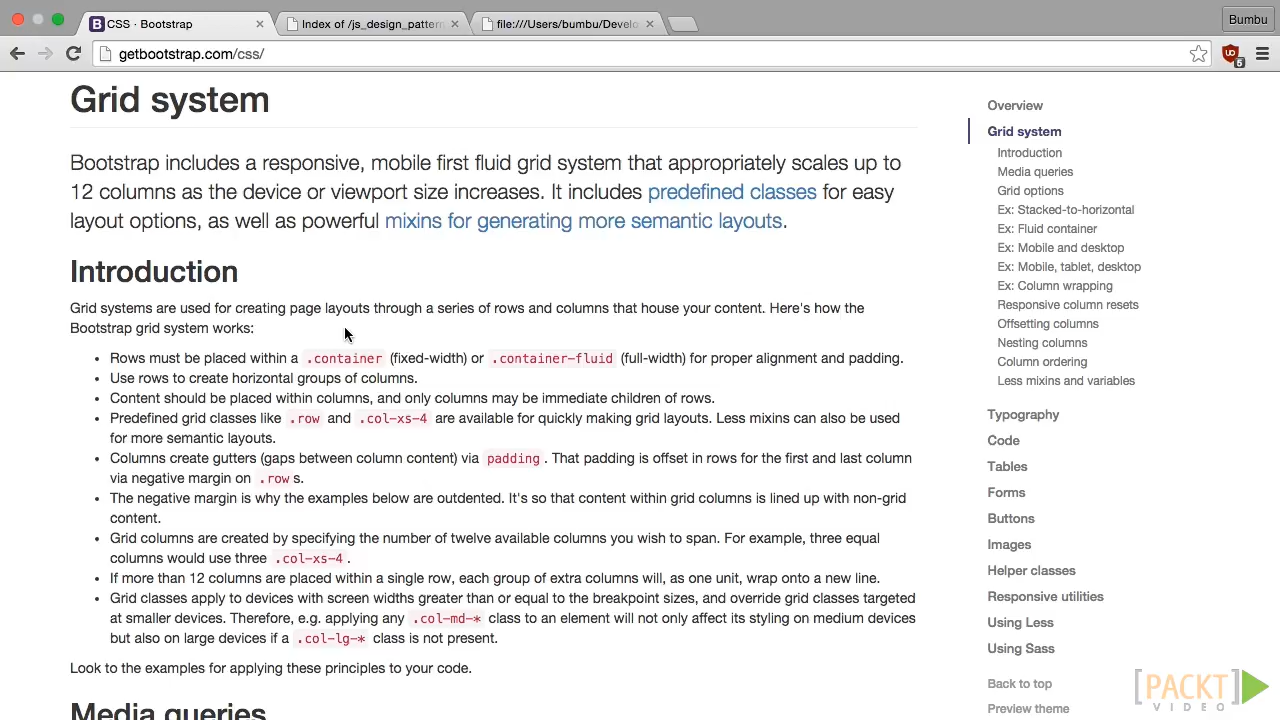 CSS · Bootstrap
Index of /js_design_pattern
file:///Users/bumbu/Develo
Bumbu
getbootstrap.com/css/
6
Grid system
Bootstrap includes a responsive, mobile first fluid grid system that appropriately scales up to
12 columns as the device or viewport size increases. It includes predefined classes for easy
layout options, as well as powerful mixins for generating more semantic layouts.
Introduction
Grid systems are used for creating page layouts through a series of rows and columns that house your content. Here's how the
Bootstrap grid system works:
• Rows must be placed within a .container (fixed-width) or .container-fluid (full-width) for proper alignment and padding.
• Use rows to create horizontal groups of columns.
• Content should be placed within columns, and only columns may be immediate children of rows.
• Predefined grid classes like .row and .col-xs-4 are available for quickly making grid layouts. Less mixins can also be used
for more semantic layouts.
• Columns create gutters (gaps between column content) via padding. That padding is offset in rows for the first and last column
via negative margin on .rows.
• The negative margin is why the examples below are outdented. It's so that content within grid columns is lined up with non-grid
content.
• Grid columns are created by specifying the number of twelve available columns you wish to span. For example, three equal
columns would use three .col-xs-4.
• If more than 12 columns are placed within a single row, each group of extra columns will, as one unit, wrap onto a new line.
• Grid classes apply to devices with screen widths greater than or equal to the breakpoint sizes, and override grid classes targeted
at smaller devices. Therefore, e.g. applying any .col-md-* class to an element will not only affect its styling on medium devices
but also on large devices if a .col-lg-* class is not present.
Look to the examples for applying these principles to your code.
Media queries
Overview
Grid system
Introduction
Media queries
Grid options
Ex: Stacked-to-horizontal
Ex: Fluid container
Ex: Mobile and desktop
Ex: Mobile, tablet, desktop
Ex: Column wrapping
Responsive column resets
Offsetting columns
Nesting columns
Column ordering
Less mixins and variables
Typography
Code
Tables
Forms
Buttons
Images
Helper classes
Responsive utilities
Using Less
Using Sass
Back to top
Preview theme
[PACKT]
VIDEO